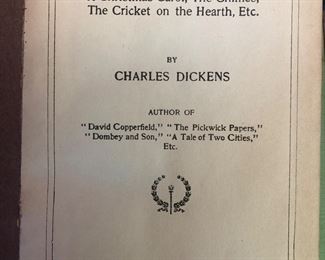 A Christmas Carol, The Chimes,
The Cricket on the Hearth, Etc.
BY
CHARLES DICKENS
AUTHOR OF
"David Copperfield," "The Pickwick Papers,"
"Dombey and Son," "A Tale of Two Cities,"
Etc.